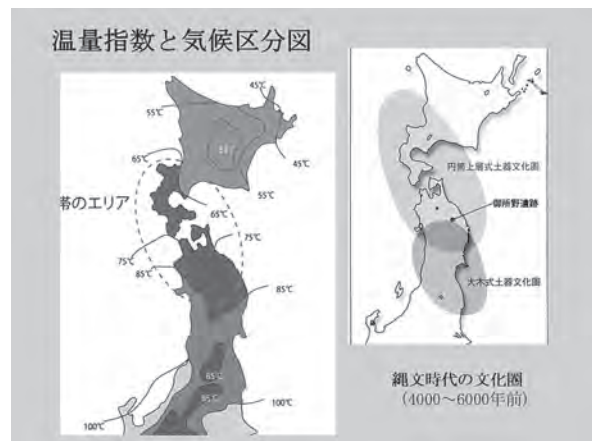 温量指数と気候区分図
45℃
55℃
45℃
65℃
55℃
帯のエリア
65℃
75℃
75℃
85℃
85℃
85℃
85℃
100℃
100℃
円筒上層式土器文化圏
御所野遺跡
大木式土器文化圏
縄文時代の文化圏
(4000〜6000年前)